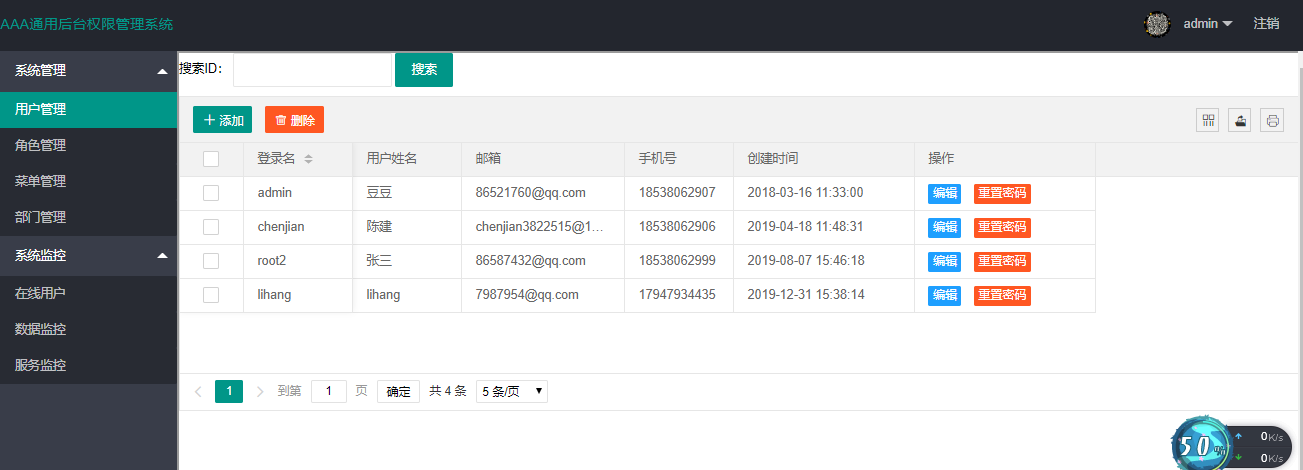 AAA通用后台权限管理系统 admin 注销
系统管理
用户管理
角色管理
菜单管理
部门管理
系统监控
在线用户
数据监控
服务监控
搜索ID: 搜索
添加 删除
登录名 用户姓名 邮箱 手机号 创建时间 操作
admin 豆豆 86521760@qq.com 18538062907 2018-03-16 11:33:00 编辑 重置密码
chenjian 陈建 chenjian3822515@1... 18538062906 2019-04-18 11:48:31 编辑 重置密码
root2 张三 86587432@qq.com 18538062999 2019-08-07 15:46:18 编辑 重置密码
lihang lihang 7987954@qq.com 17947934435 2019-12-31 15:38:14 编辑 重置密码
1 到第 1 页 确定 共 4 条 5 条/页
50% 0K/s
0K/s